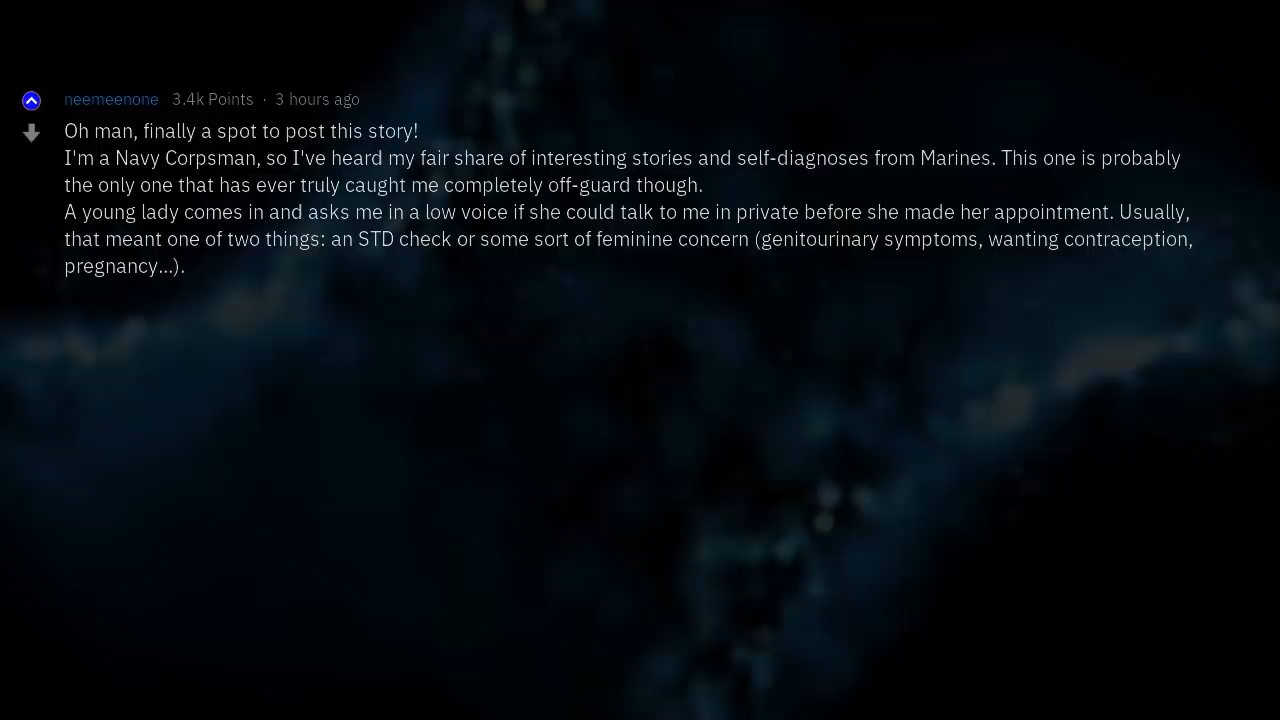 neemeenone 3.4k Points · 3 hours ago
Oh man, finally a spot to post this story!
I'm a Navy Corpsman, so I've heard my fair share of interesting stories and self-diagnoses from Marines. This one is probably
the only one that has ever truly caught me completely off-guard though.
A young lady comes in and asks me in a low voice if she could talk to me in private before she made her appointment. Usually,
that meant one of two things: an STD check or some sort of feminine concern (genitourinary symptoms, wanting contraception,
pregnancy...).